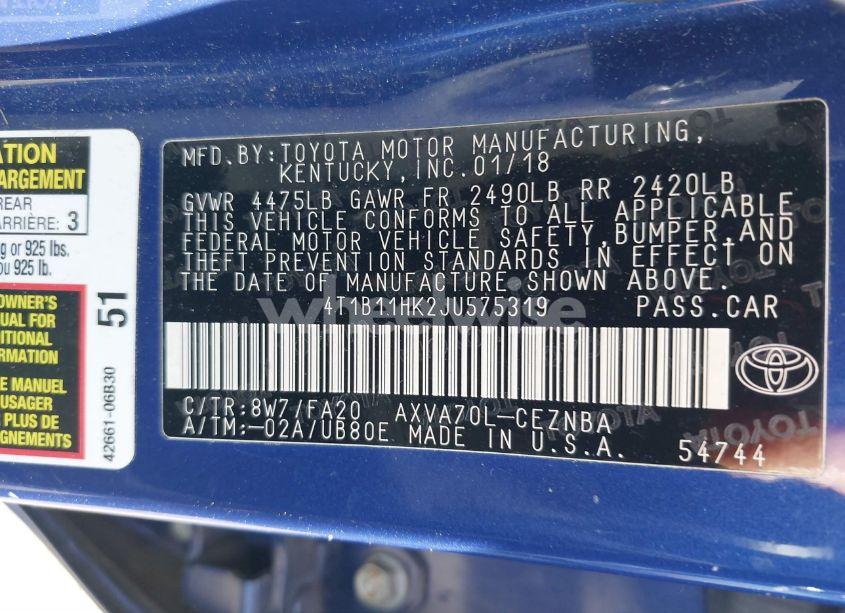 ATION
ARGEMENT
REAR
ARRIÈRE: 3
g or 925 lbs.
ou 925 lb.
OWNER'S
UAL FOR
ITIONAL
RMATION
E MANUEL
USAGER
PLUS DE
IGNEMENTS
51
42661-06B30
MFD.BY:TOYOTA MOTOR MANUFACTURING,
KENTUCKY,INC.01/18
GVWR 4475LB GAWR FR 2490LB RR 2420LB
THIS VEHICLE CONFORMS TO ALL APPLICABLE
FEDERAL MOTOR VEHICLE SAFETY,BUMPER,AND
THEFT PREVENTION STANDARDS IN EFFECT ON
THE DATE OF MANUFACTURE SHOWN ABOVE.
4T1B11HK2JU575319 PASS.CAR
wheelwise
C/TR:8W7/FA20 AXVA70L-CEZNBA
A/TM:-02A/UB80E MADE IN U.S.A.
54744